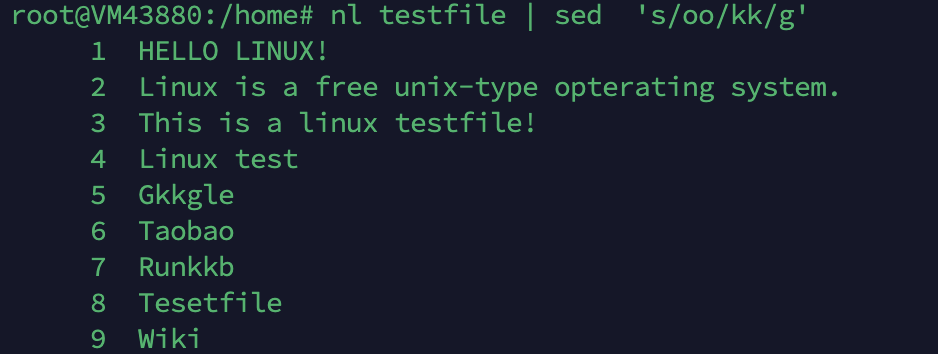 root@VM43880:/home# nl testfile | sed  's/oo/kk/g'
     1  HELLO LINUX!
     2  Linux is a free unix-type opterating system.
     3  This is a linux testfile!
     4  Linux test
     5  Gkkgle
     6  Taobao
     7  Runkkb
     8  Tesetfile
     9  Wiki